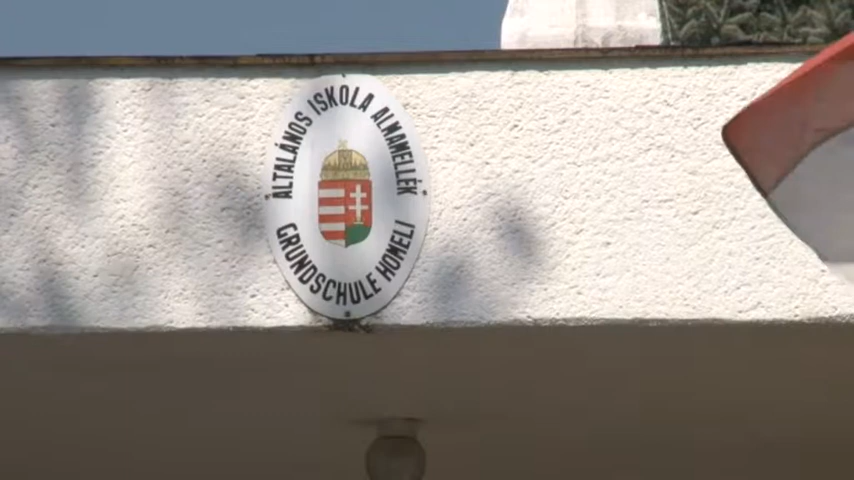 ÁLTALÁNOS ISKOLA ALMAMELLÉK
GRUNDSCHULE HOMELI